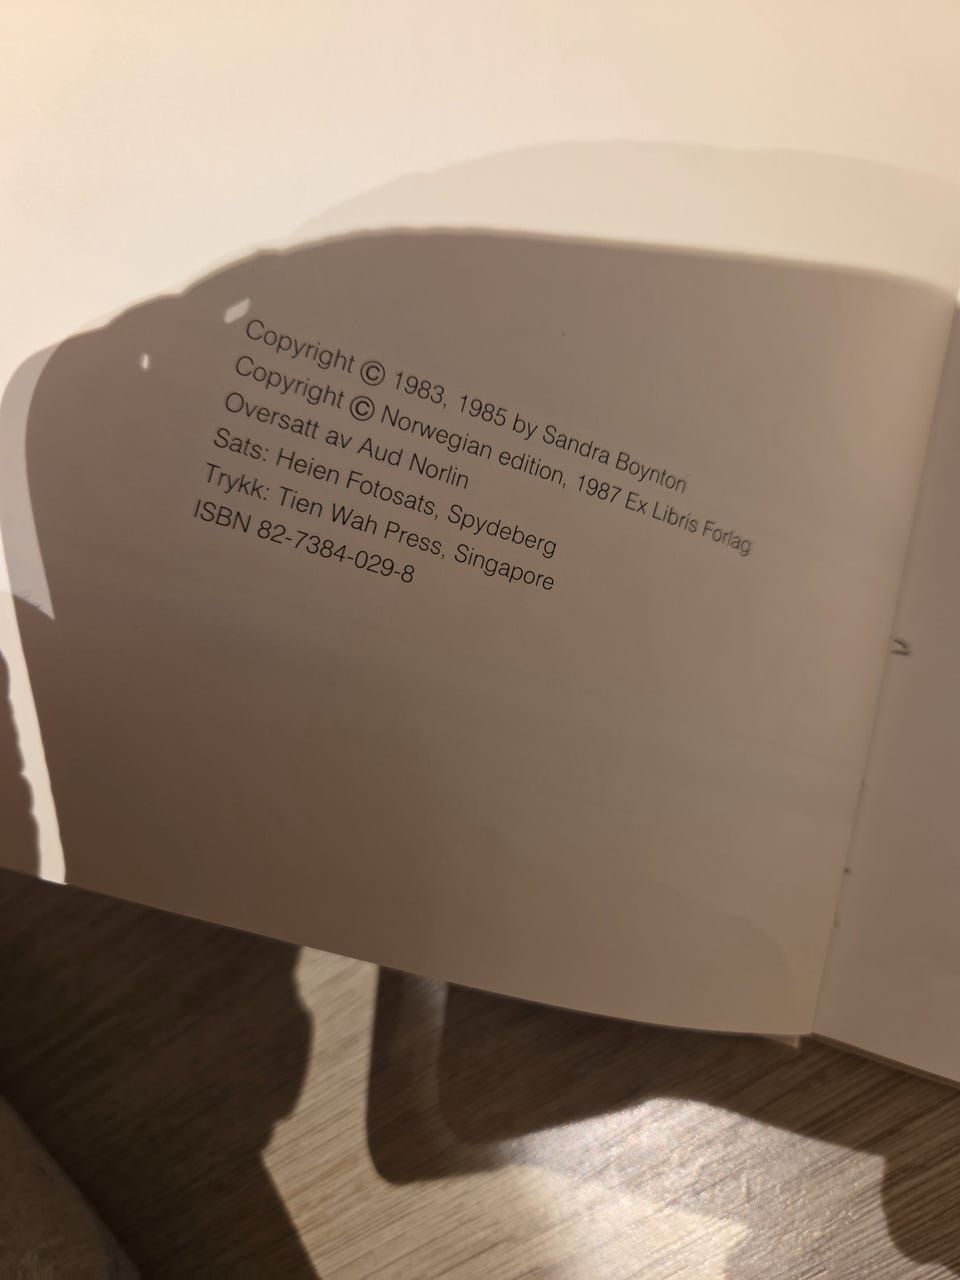 Copyright © 1983, 1985 by Sandra Boynton
Copyright © Norwegian edition, 1987 Ex Libris Forlag
Oversatt av Aud Norlin
Sats: Heien Fotosats, Spydeberg
Trykk: Tien Wah Press, Singapore
ISBN 82-7384-029-8